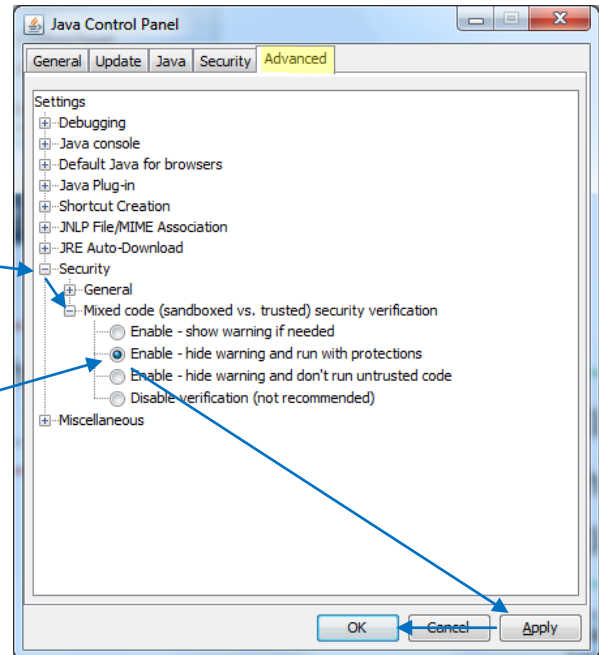 Java Control Panel
General Update Java Security Advanced
Settings
Debugging
Java console
Default Java for browsers
Java Plug-in
Shortcut Creation
JNLP File/MIME Association
JRE Auto-Download
Security
General
Mixed code (sandboxed vs. trusted) security verification
Enable - show warning if needed
Enable - hide warning and run with protections
Enable - hide warning and don't run untrusted code
Disable verification (not recommended)
Miscellaneous
OK Cancel Apply